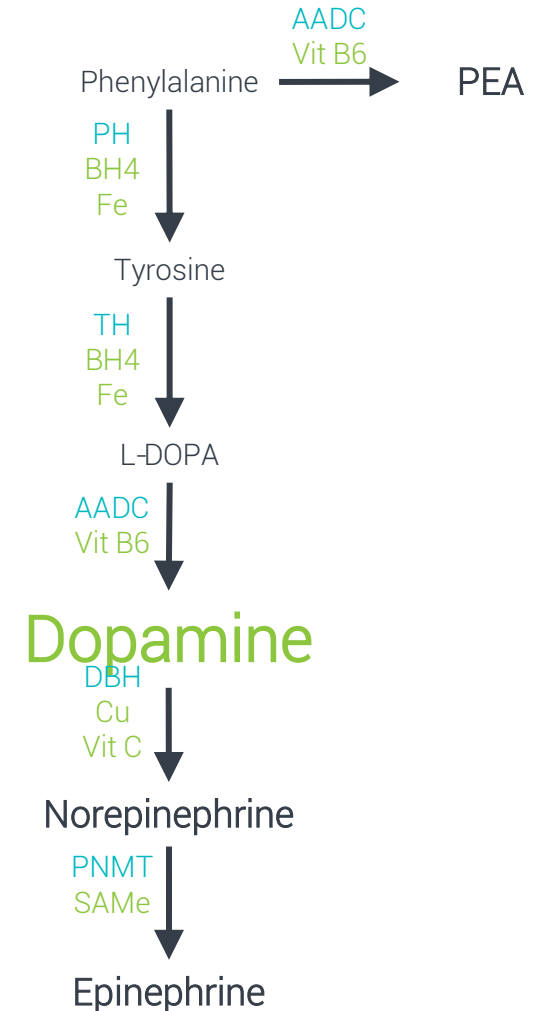 AADC
Vit B6
Phenylalanine
PEA
PH
BH4
Fe
Tyrosine
TH
BH4
Fe
L-DOPA
AADC
Vit B6
Dopamine
DBH
Cu
Vit C
Norepinephrine
PNMT
SAMe
Epinephrine